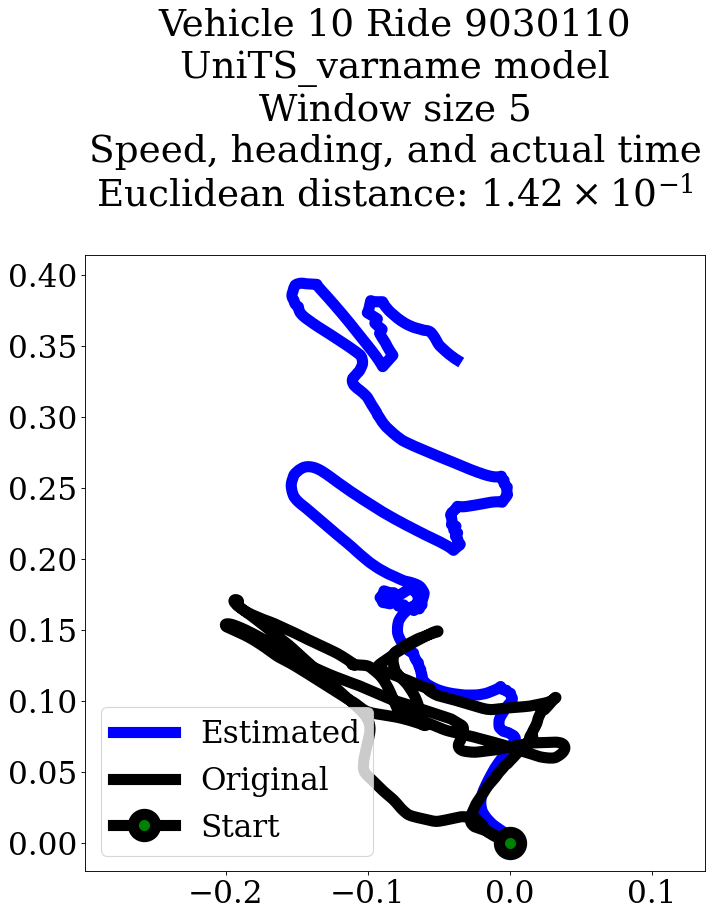 Vehicle 10 Ride 9030110
UniTS_varname model
Window size 5
Speed, heading, and actual time
Euclidean distance: 1.42 × 10⁻¹
0.40
0.35
0.30
0.25
0.20
0.15
0.10
0.05
0.00
Estimated
Original
Start
−0.2 −0.1 0.0 0.1